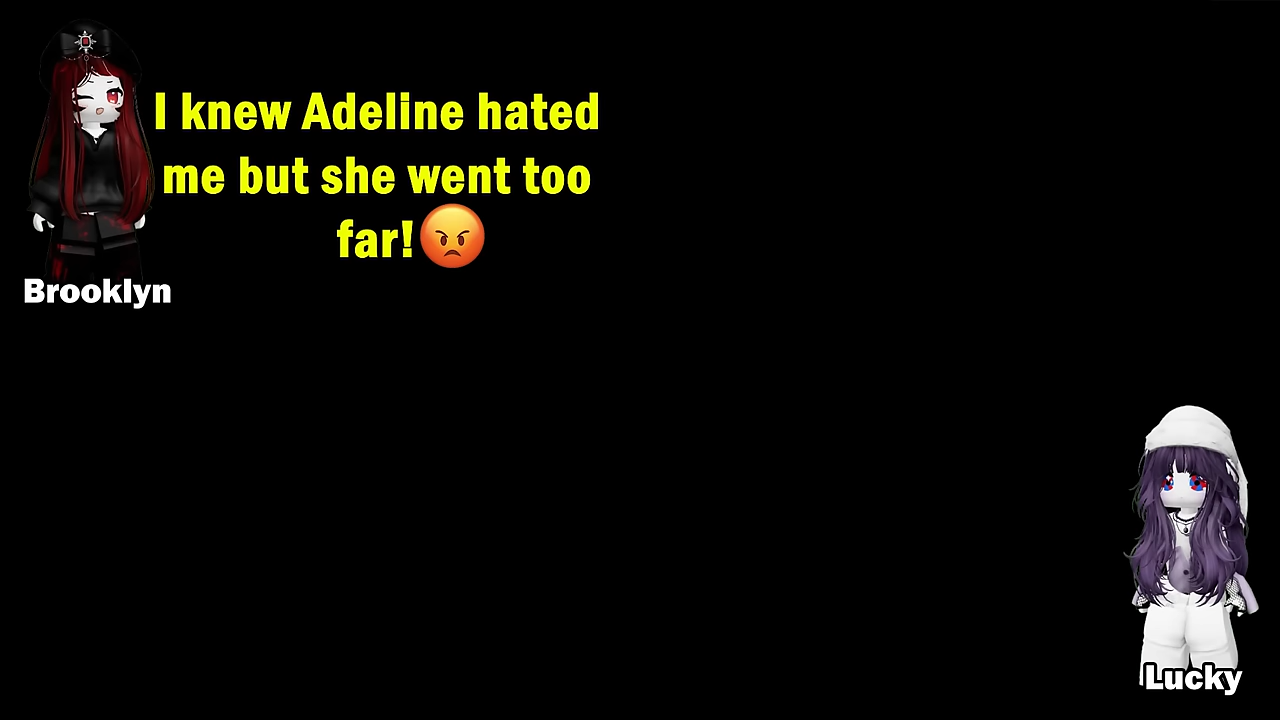 I knew Adeline hated
me but she went too
far!😡
Brooklyn
Lucky